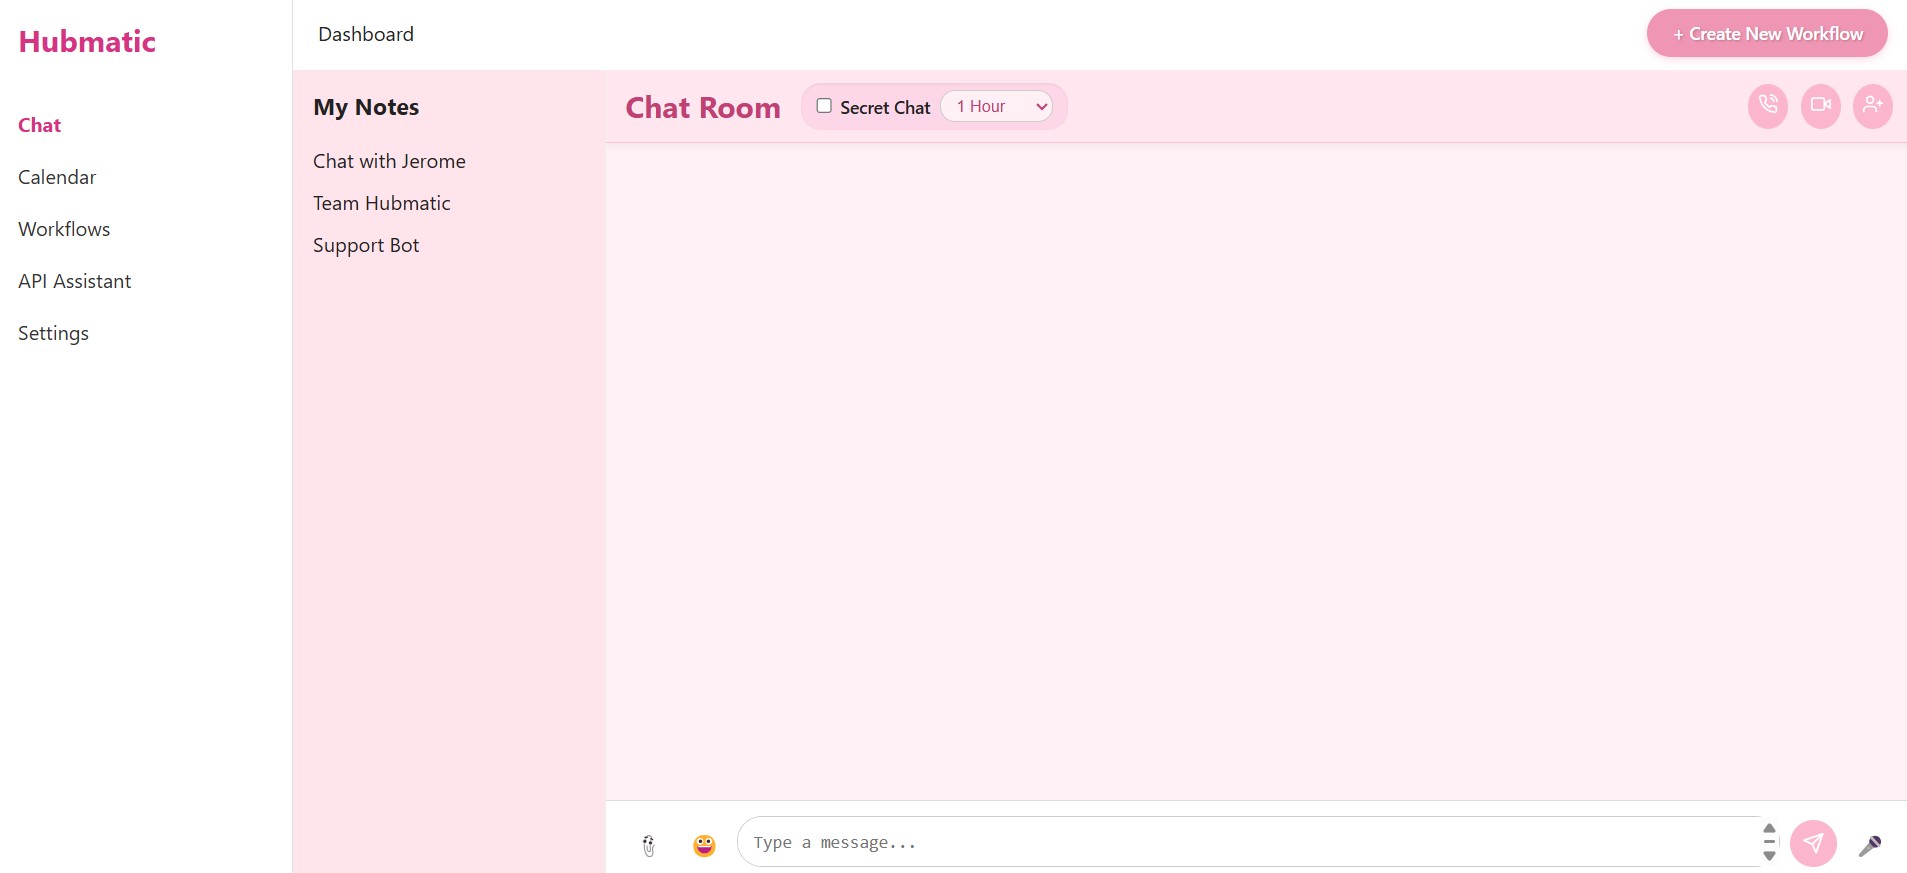 Hubmatic
Chat
Calendar
Workflows
API Assistant
Settings
Dashboard
+ Create New Workflow
My Notes
Chat with Jerome
Team Hubmatic
Support Bot
Chat Room
Secret Chat
1 Hour
Type a message...